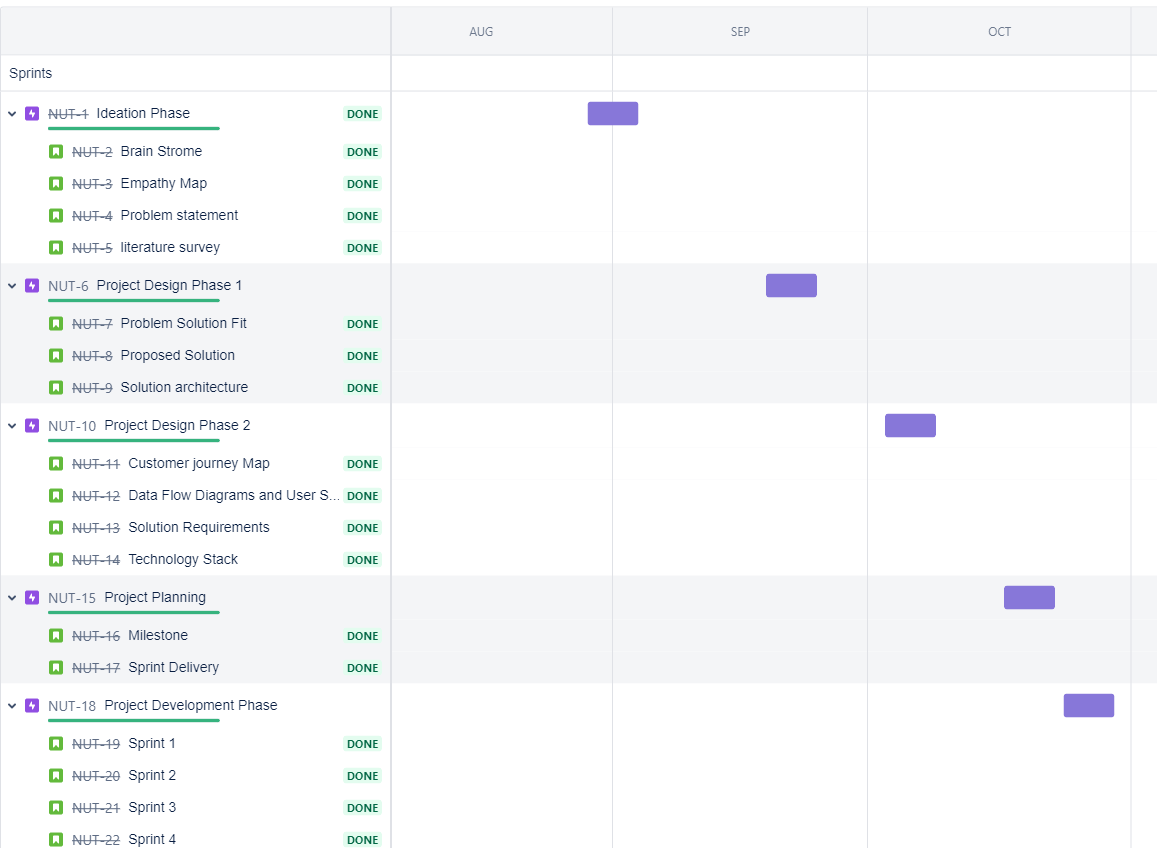 AUG SEP OCT
Sprints
NUT-1 Ideation Phase DONE
NUT-2 Brain Strome DONE
NUT-3 Empathy Map DONE
NUT-4 Problem statement DONE
NUT-5 literature survey DONE
NUT-6 Project Design Phase 1
NUT-7 Problem Solution Fit DONE
NUT-8 Proposed Solution DONE
NUT-9 Solution architecture DONE
NUT-10 Project Design Phase 2
NUT-11 Customer journey Map DONE
NUT-12 Data Flow Diagrams and User S... DONE
NUT-13 Solution Requirements DONE
NUT-14 Technology Stack DONE
NUT-15 Project Planning
NUT-16 Milestone DONE
NUT-17 Sprint Delivery DONE
NUT-18 Project Development Phase
NUT-19 Sprint 1 DONE
NUT-20 Sprint 2 DONE
NUT-21 Sprint 3 DONE
NUT-22 Sprint 4 DONE